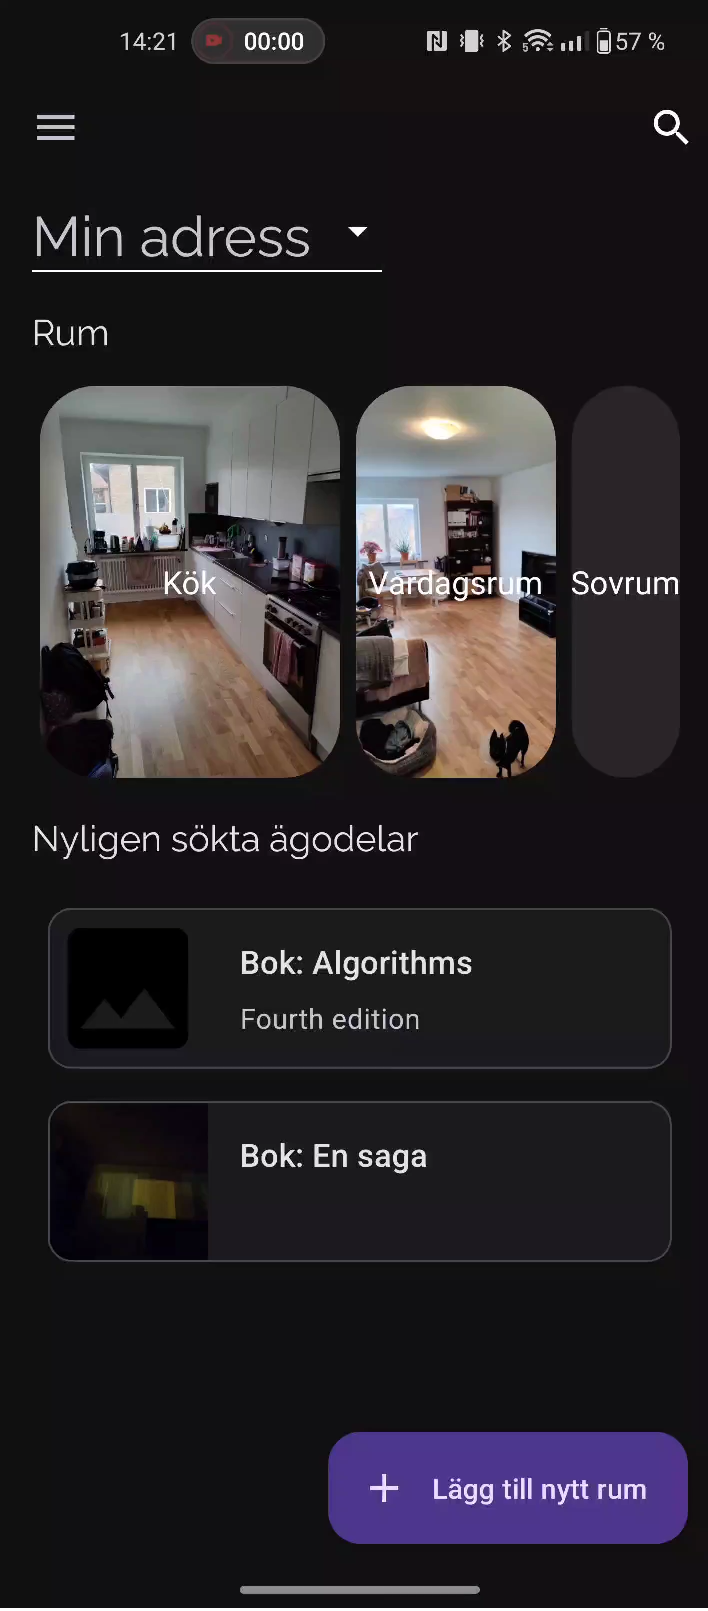 14:21 00:00 57 %
Min adress
Rum
Kök Vardagsrum Sovrum
Nyligen sökta ägodelar
Bok: Algorithms
Fourth edition
Bok: En saga
Lägg till nytt rum